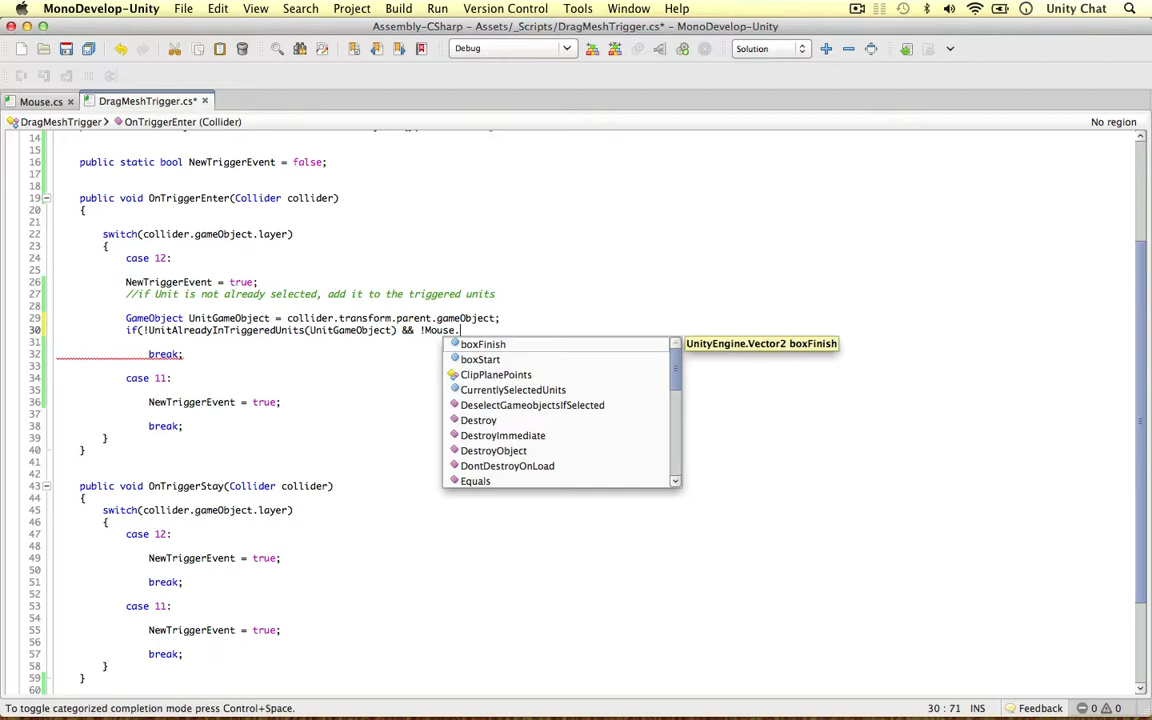 MonoDevelop-Unity File Edit View Search Project Build Run Version Control Tools Window Help Unity Chat
Assembly-CSharp – Assets/_Scripts/DragMeshTrigger.cs* – MonoDevelop-Unity
Debug Solution
Mouse.cs × DragMeshTrigger.cs* ×
DragMeshTrigger OnTriggerEnter (Collider) No region
14
15
16 public static bool NewTriggerEvent = false;
17
18
19 public void OnTriggerEnter(Collider collider)
20 {
21
22 switch(collider.gameObject.layer)
23 {
24 case 12:
25
26 NewTriggerEvent = true;
27 //if Unit is not already selected, add it to the triggered units
28
29 GameObject UnitGameObject = collider.transform.parent.gameObject;
30 if(!UnitAlreadyInTriggeredUnits(UnitGameObject) && !Mouse.
boxFinish UnityEngine.Vector2 boxFinish
boxStart
ClipPlanePoints
CurrentlySelectedUnits
DeselectGameobjectsIfSelected
Destroy
DestroyImmediate
DestroyObject
DontDestroyOnLoad
Equals
31
32 break;
33
34 case 11:
35
36 NewTriggerEvent = true;
37
38 break;
39 }
40 }
41
42
43 public void OnTriggerStay(Collider collider)
44 {
45 switch(collider.gameObject.layer)
46 {
47 case 12:
48
49 NewTriggerEvent = true;
50
51 break;
52
53 case 11:
54
55 NewTriggerEvent = true;
56
57 break;
58 }
59 }
60
To toggle categorized completion mode press Control+Space. 30 : 71 INS Feedback 0 0